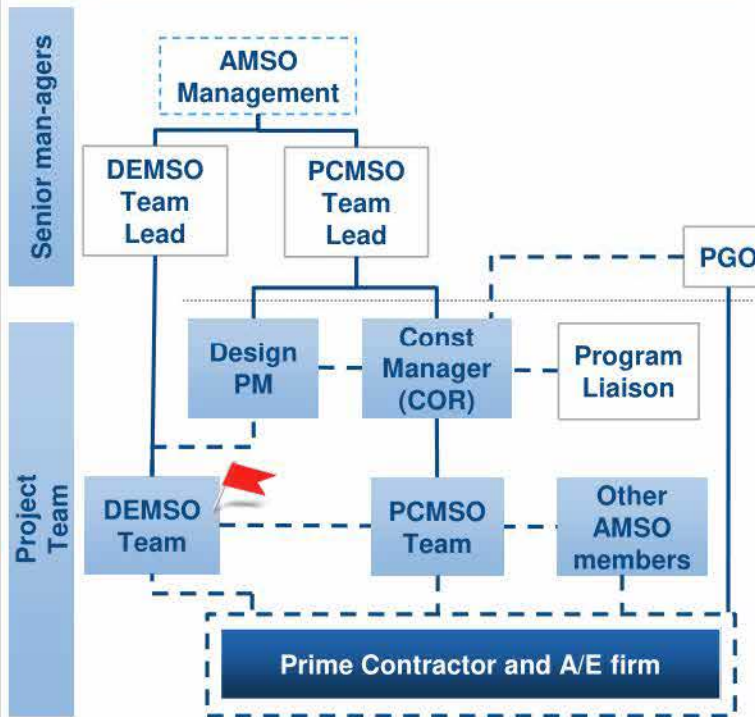 Senior man-agers
AMSO
Management
DEMSO
Team
Lead
PCMSO
Team
Lead
PGO
Design
PM
Const
Manager
(COR)
Program
Liaison
Project
Team
DEMSO
Team
PCMSO
Team
Other
AMSO
members
Prime Contractor and A/E firm